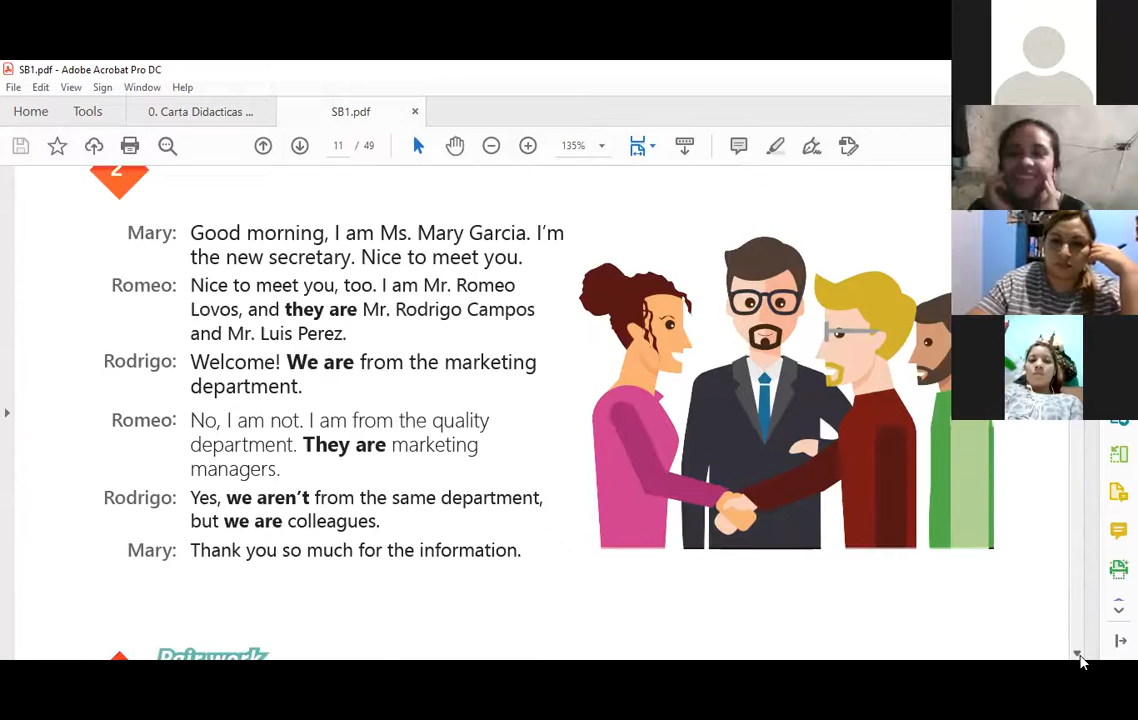 SB1.pdf - Adobe Acrobat Pro DC
File Edit View Sign Window Help
Home Tools 0. Carta Didacticas ... SB1.pdf ×
11 / 49 135%
2
Mary: Good morning, I am Ms. Mary Garcia. I'm
the new secretary. Nice to meet you.
Romeo: Nice to meet you, too. I am Mr. Romeo
Lovos, and they are Mr. Rodrigo Campos
and Mr. Luis Perez.
Rodrigo: Welcome! We are from the marketing
department.
Romeo: No, I am not. I am from the quality
department. They are marketing
managers.
Rodrigo: Yes, we aren't from the same department,
but we are colleagues.
Mary: Thank you so much for the information.
Pair work